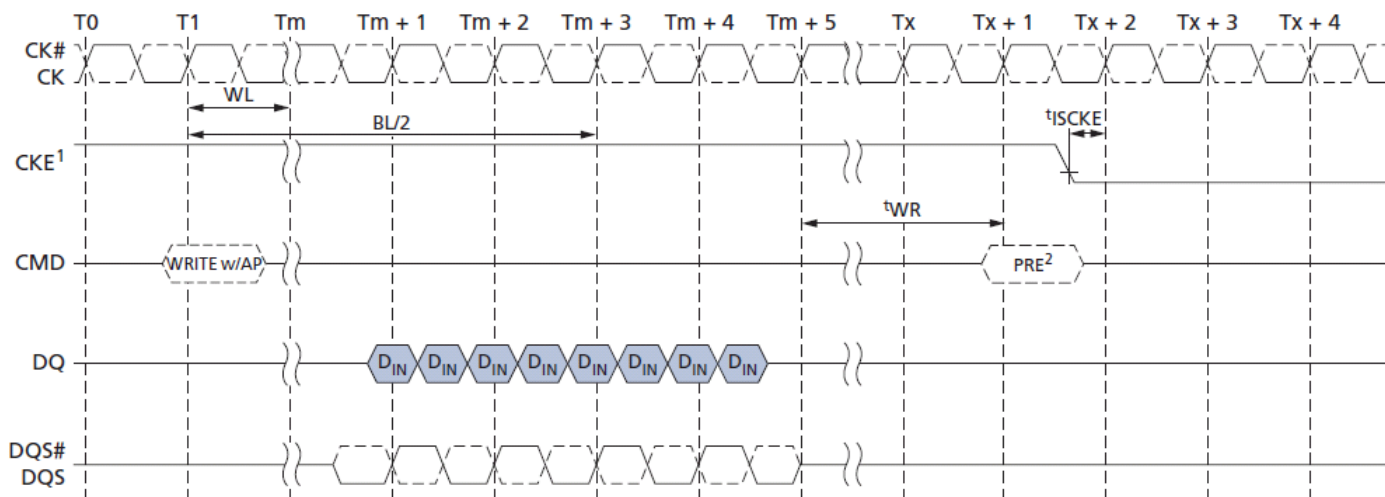 T0 T1 Tm Tm + 1 Tm + 2 Tm + 3 Tm + 4 Tm + 5 Tx Tx + 1 Tx + 2 Tx + 3 Tx + 4
CK#
CK
WL
BL/2
tISCKE
CKE1
tWR
CMD WRITE w/AP PRE2
DQ DIN DIN DIN DIN DIN DIN DIN DIN
DQS#
DQS